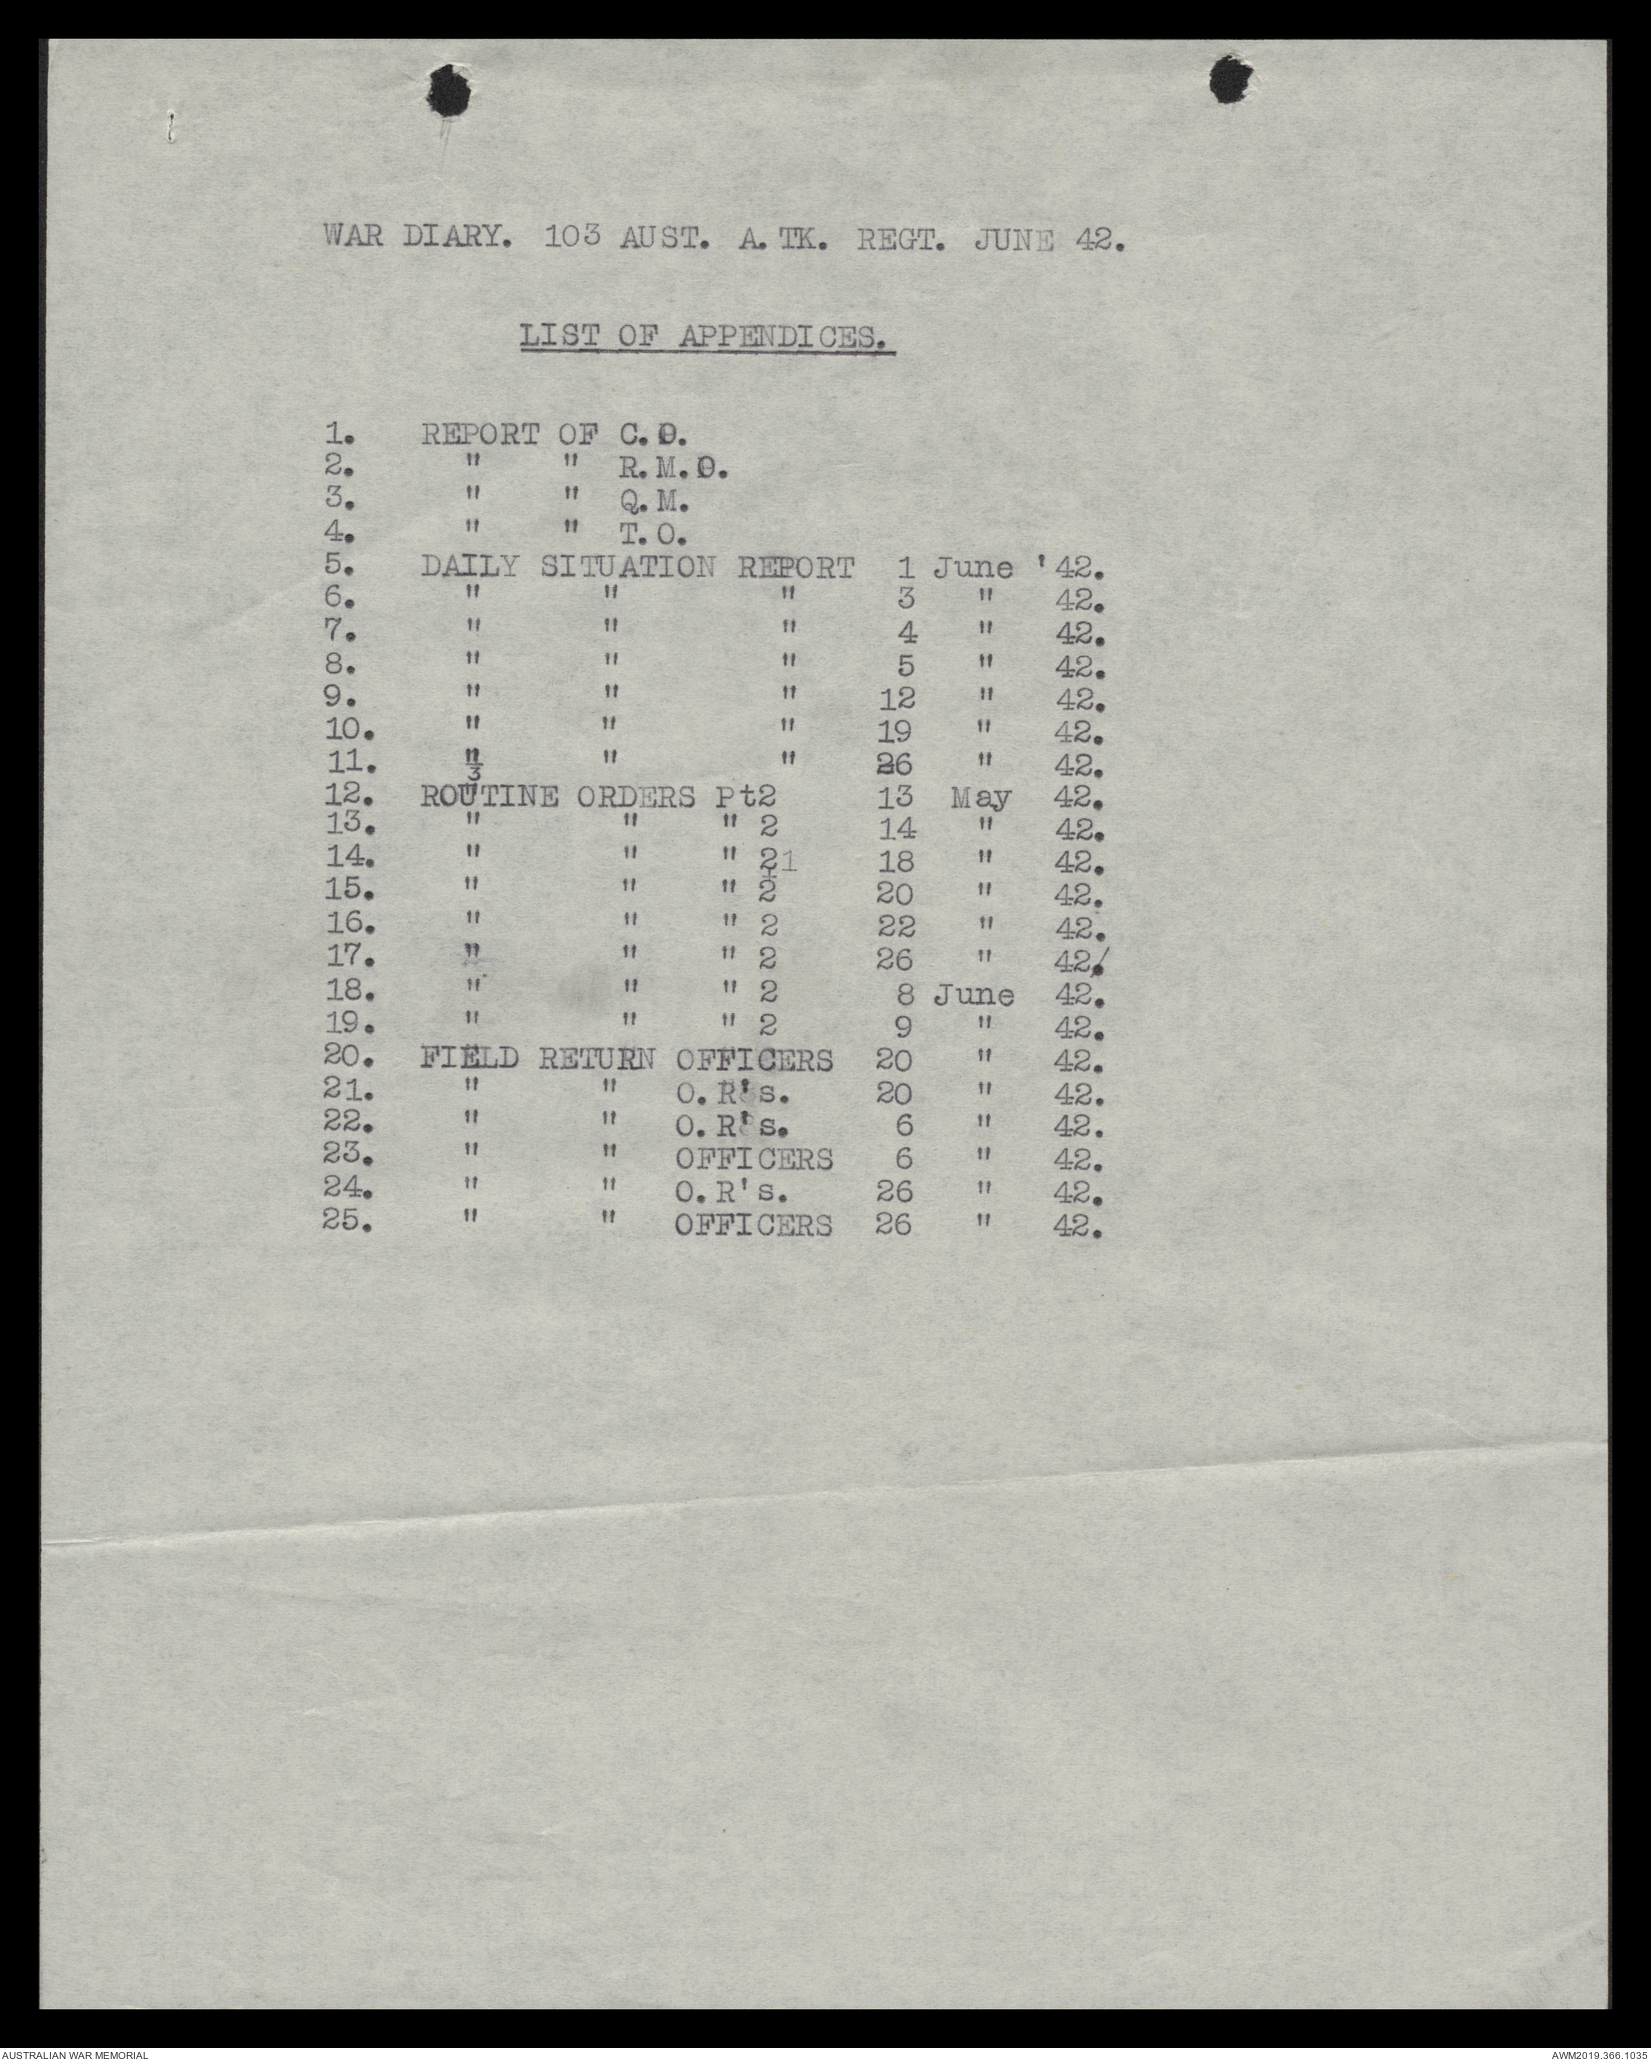 WAR DIARY. 103 AUST. A.TK. REGT. JUNE 42.
LIST OF APPENDICES.
1. REPORT OF C.O.
2. " " R.M.O.
3. " " Q.M.
4. " " T.O.
5. DAILY SITUATION REPORT 1 June '42.
6. " " " 3 " 42.
7. " " " 4 " 42.
8. " " " 5 " 42.
9. " " " 12 " 42.
10. " " " 19 " 42.
11. " " " 26 " 42.
12. ROUTINE ORDERS Pt2 13 May 42.
13. " " " 2 14 " 42.
14. " " " 21 18 " 42.
15. " " " 2 20 " 42.
16. " " " 2 22 " 42.
17. " " " 2 26 " 42.
18. " " " 2 8 June 42.
19. " " " 2 9 " 42.
20. FIELD RETURN OFFICERS 20 " 42.
21. " " O.R's. 20 " 42.
22. " " O.R's. 6 " 42.
23. " " OFFICERS 6 " 42.
24. " " O.R's. 26 " 42.
25. " " OFFICERS 26 " 42.
AUSTRALIAN WAR MEMORIAL AWM2019.366.1035